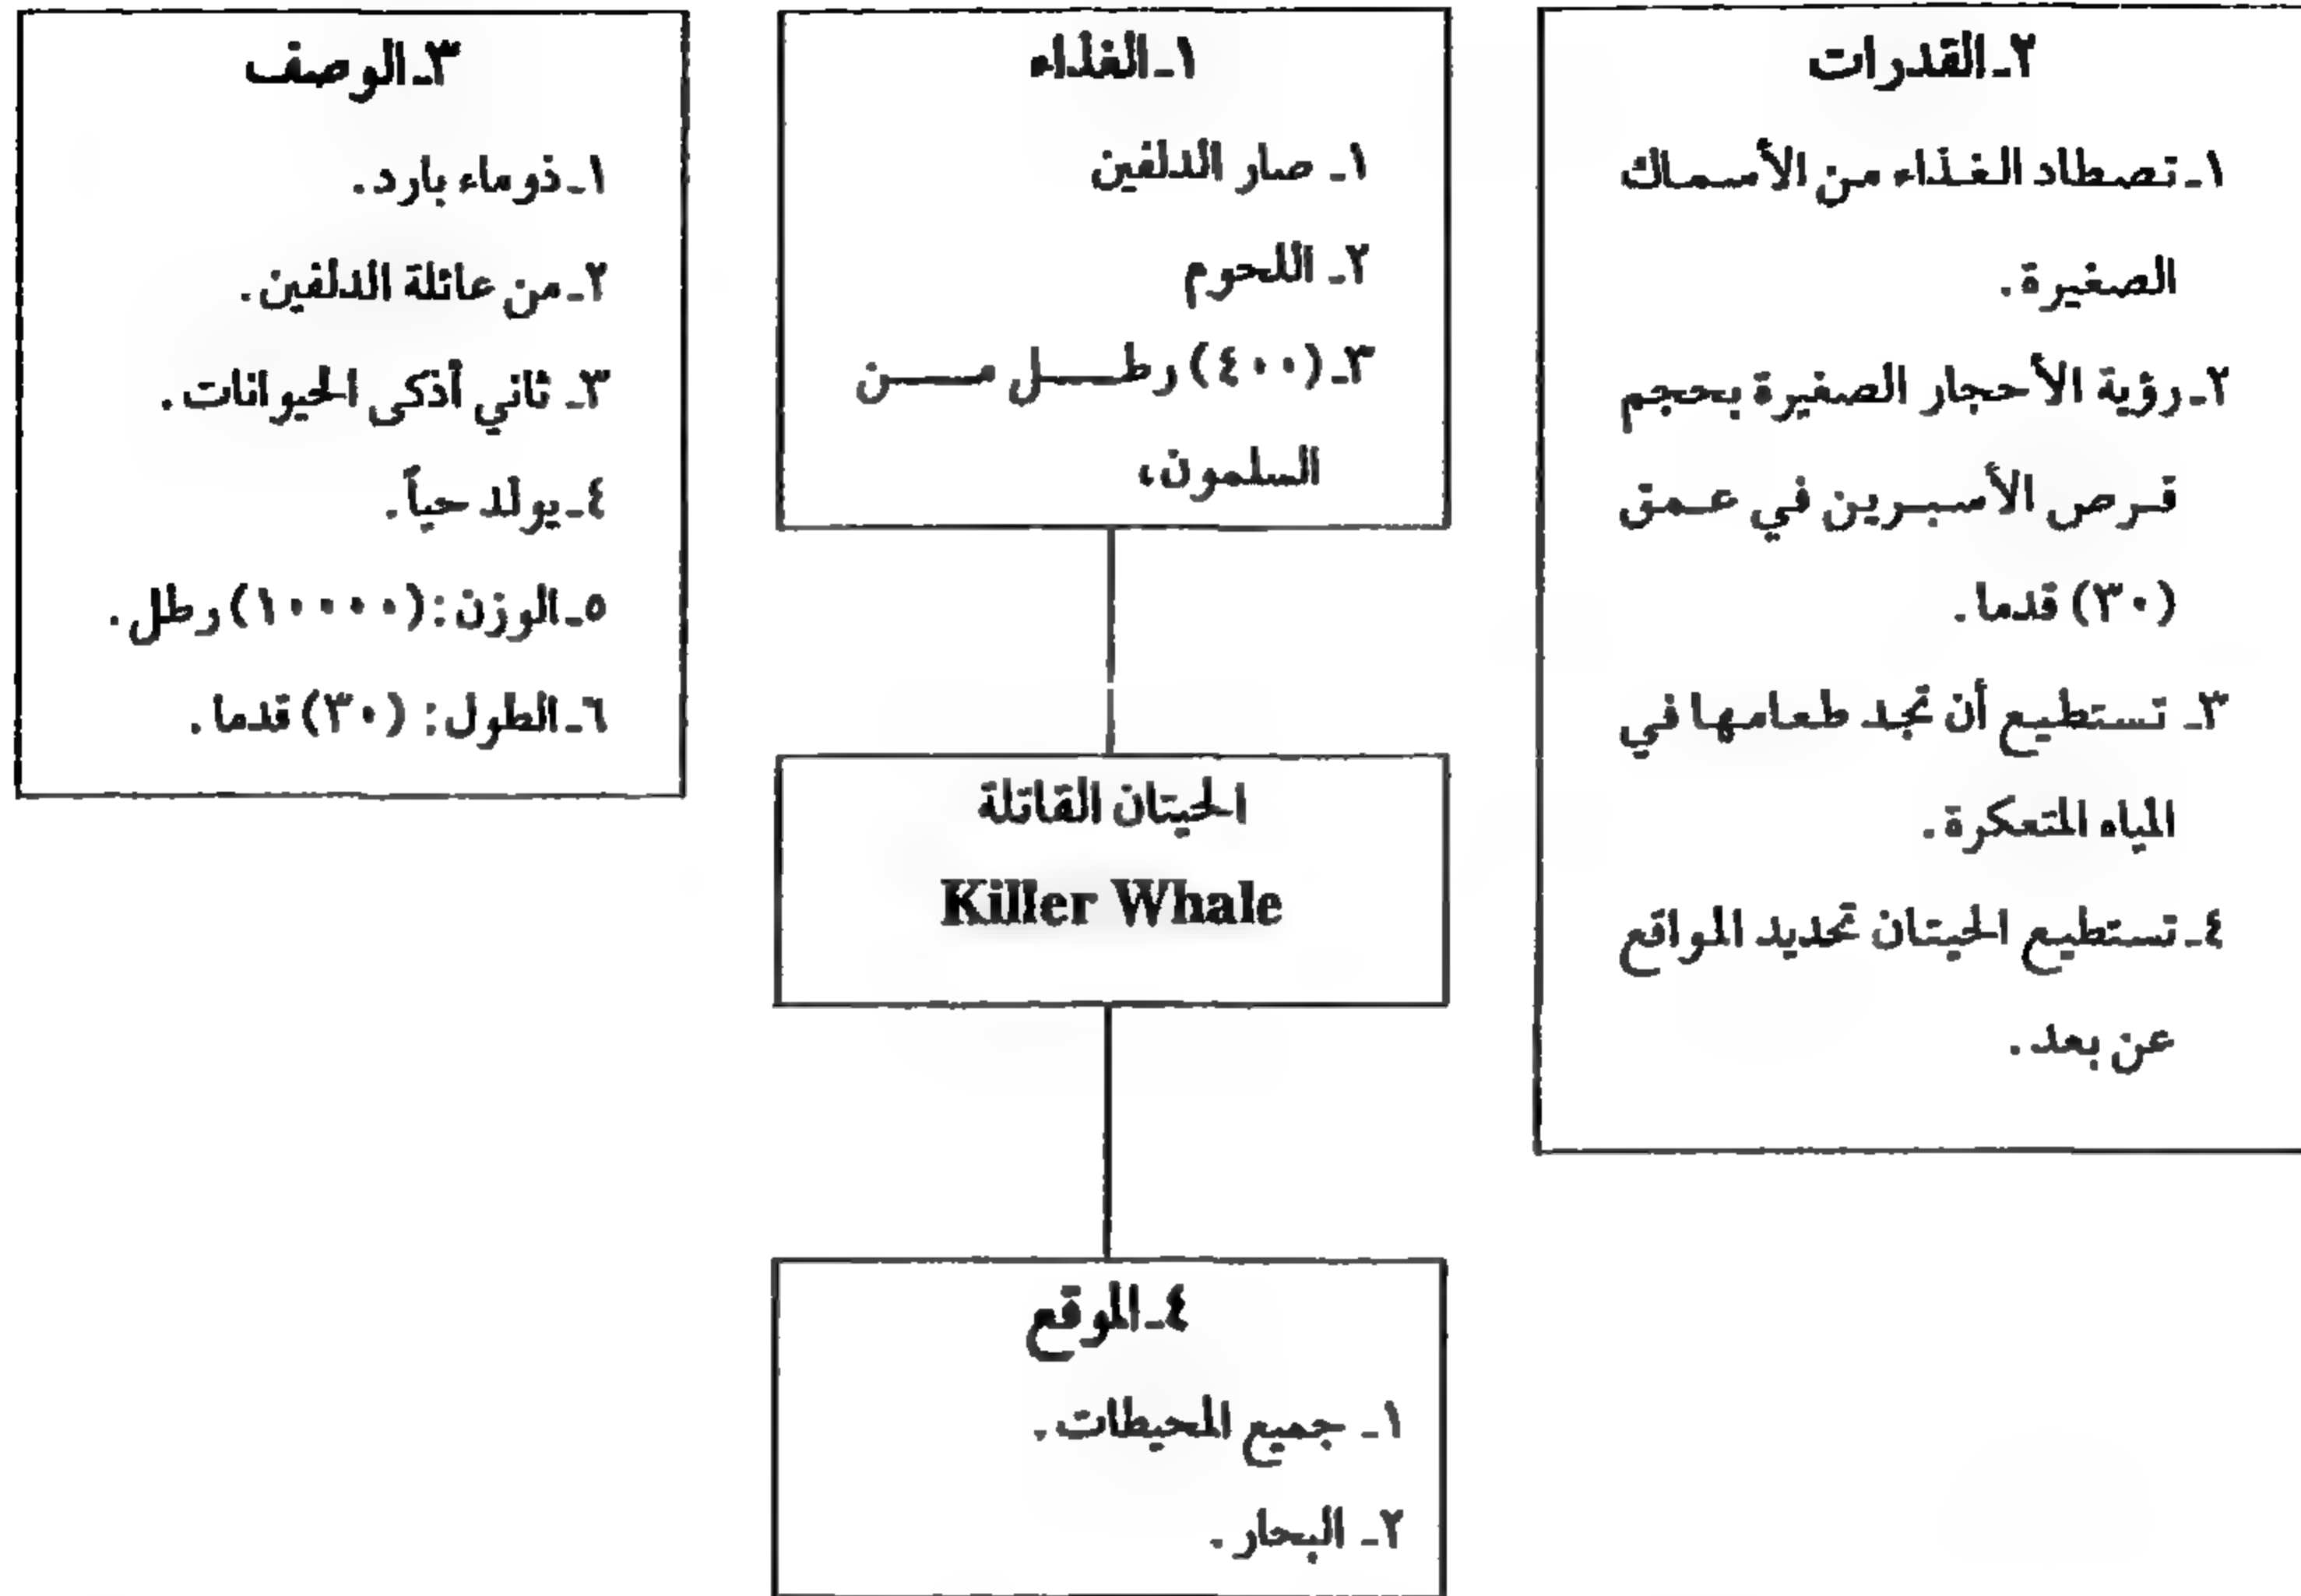 ٢ـ القدرات
١ـ تصطاد الغذاء من الأسماك
الصغيرة.
٢ـ رؤية الأحجار الصغيرة بحجم
قرص الأسبرين في عمق
(٣٠) قدما.
٣ـ تستطيع أن تجد طعامها في
المياه المتعكرة.
٤ـ تستطيع الحيتان تحديد المواقع
عن بعد.
١ـ الغذاء
١ـ صار الدلفين
٢ـ اللحوم
٣ـ (٤٠٠) رطل من
السلمون،
٣ـ الوصف
١ـ ذو ماء بارد.
٢ـ من عائلة الدلفين.
٣ـ ثاني أذكى الحيوانات.
٤ـ يولد حياً.
٥ـ الوزن: (١٠٠٠٠) رطل.
٦ـ الطول: (٣٠) قدما.
الحيتان القاتلة
Killer Whale
٤ـ الموقع
١ـ جميع المحيطات.
٢ـ البحار.